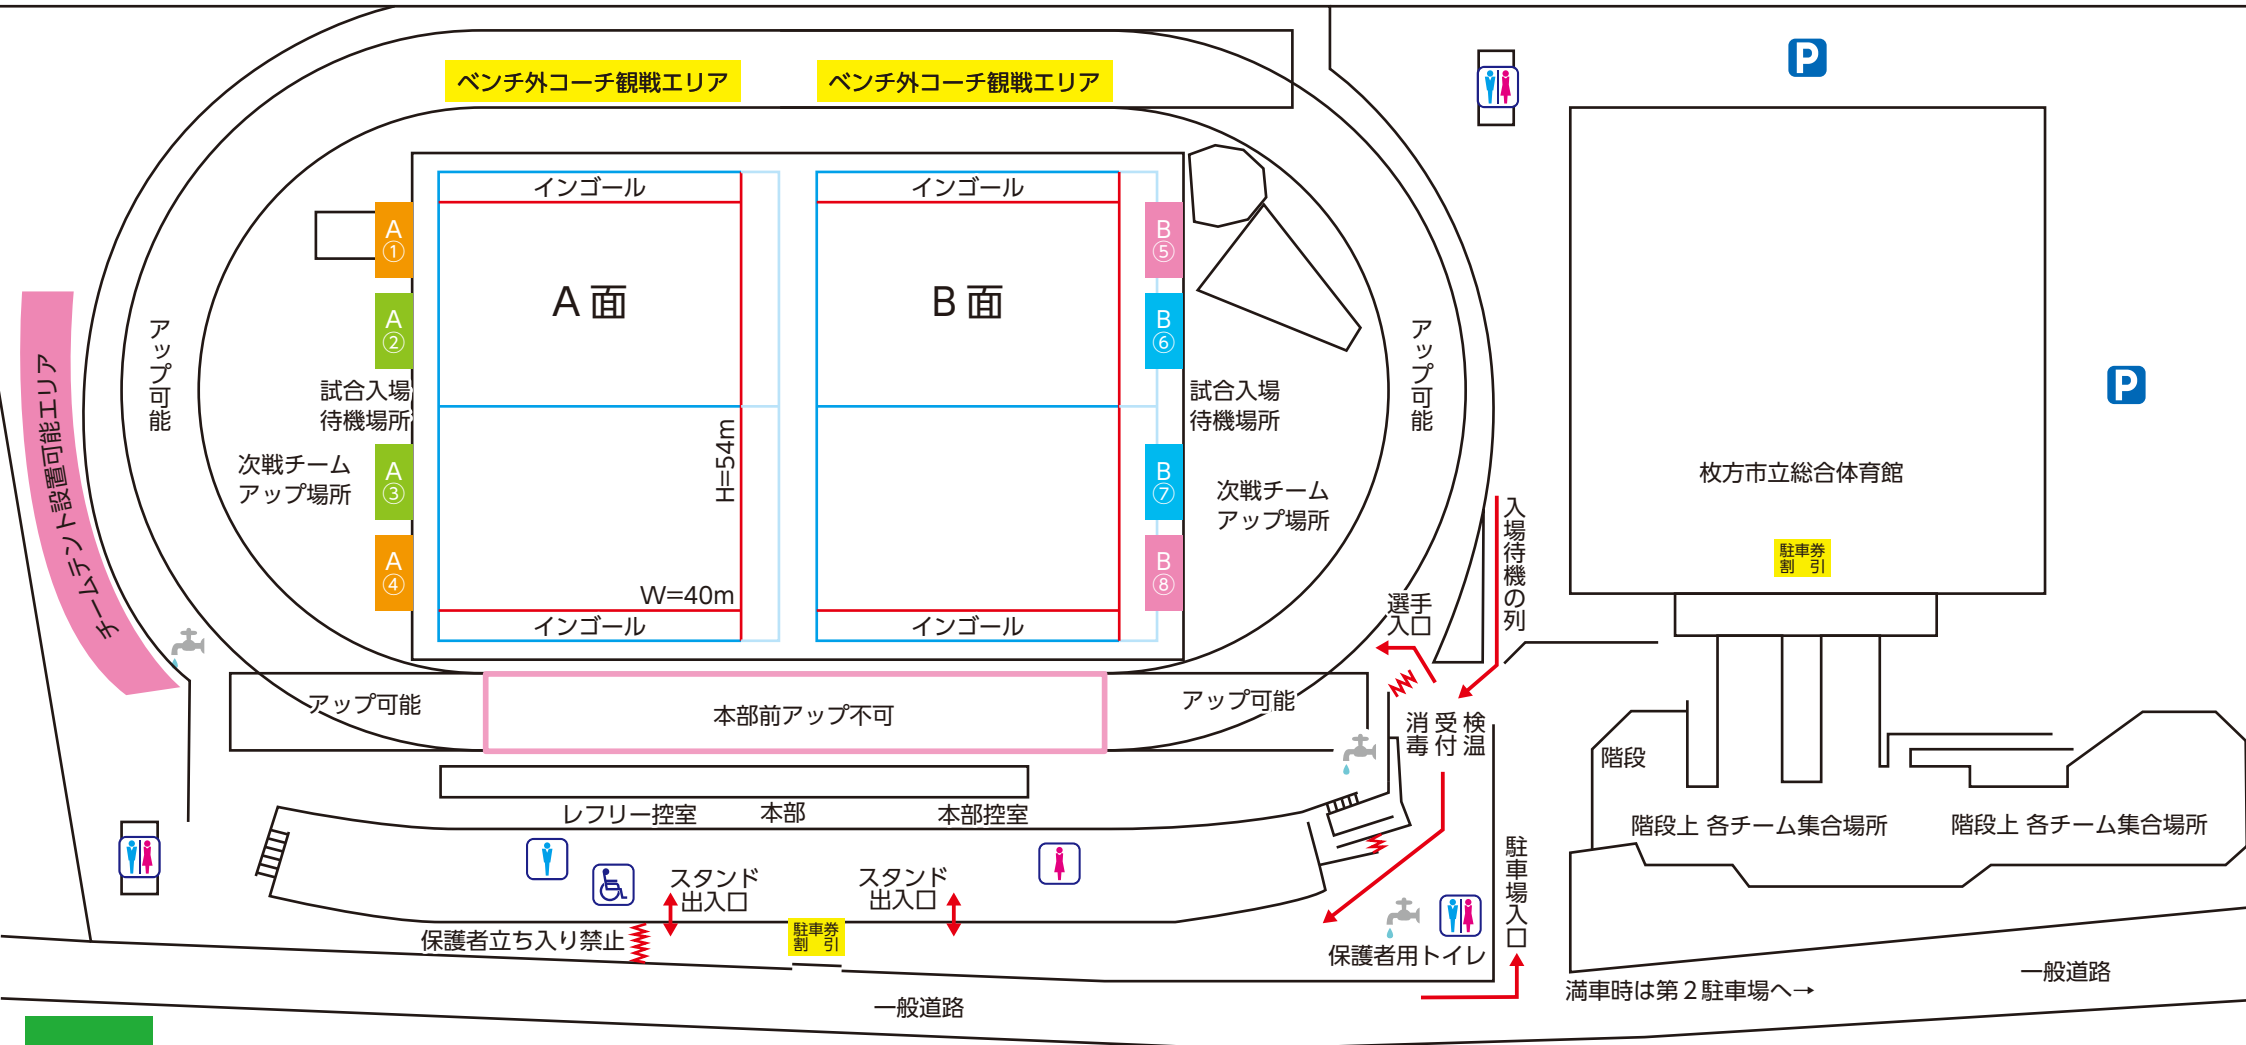 ベンチ外コーチ観戦エリア
ベンチ外コーチ観戦エリア
P
インゴール
インゴール
A
①
B
⑤
A 面
B 面
A
②
B
⑥
アップ可能
アップ可能
P
チームテント設置可能エリア
試合入場
待機場所
試合入場
待機場所
次戦チーム
アップ場所
A
③
H=54m
B
⑦
次戦チーム
アップ場所
枚方市立総合体育館
入場待機の列
駐車券
割 引
A
④
W=40m
B
⑧
選手
入口
インゴール
インゴール
アップ可能
本部前アップ不可
アップ可能
消毒
受付
検温
階段
レフリー控室
本部
本部控室
階段上 各チーム集合場所
階段上 各チーム集合場所
スタンド
出入口
スタンド
出入口
駐車場入口
保護者立ち入り禁止
駐車券
割 引
保護者用トイレ
満車時は第２駐車場へ→
一般道路
一般道路